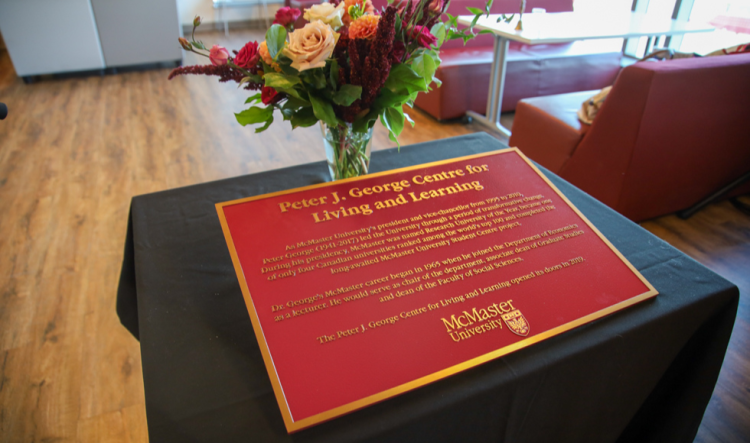 Peter J. George Centre for
Living and Learning
As McMaster University's president and vice-chancellor from 1995 to 2010,
Peter George (1941-2017) led the University through a period of transformative change.
During his presidency, McMaster was named Research University of the Year, became one
of only four Canadian universities ranked among the world's top 100 and completed the
long-awaited McMaster University Student Centre project.
Dr. George's McMaster career began in 1965 when he joined the Department of Economics
as a lecturer. He would serve as chair of the department, associate dean of Graduate Studies
and dean of the Faculty of Social Sciences.
The Peter J. George Centre for Living and Learning opened its doors in 2019.
McMaster
University